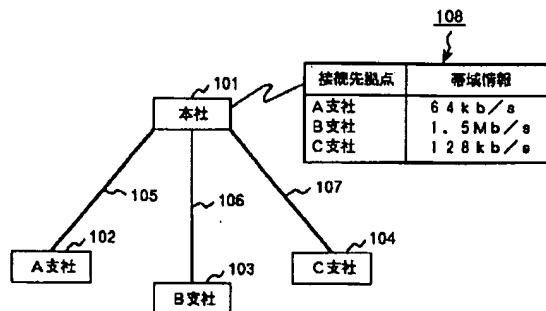 108
接続先拠点 帯域情報
A支社 64kb/s
B支社 1.5Mb/s
C支社 128kb/s
101
本社
105
106
107
102
A支社
103
B支社
104
C支社